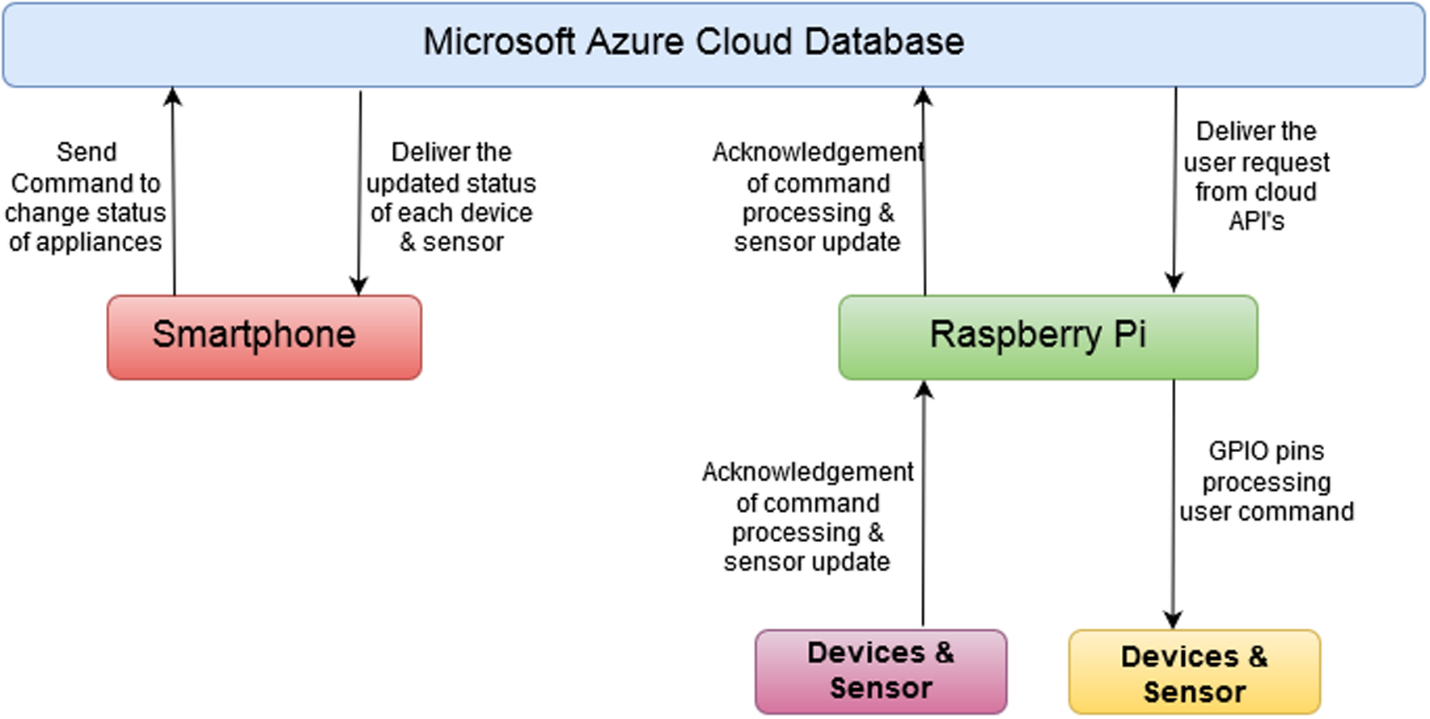 Microsoft Azure Cloud Database
Send
Command to
change status
of appliances
Deliver the
updated status
of each device
& sensor
Acknowledgement
of command
processing &
sensor update
Deliver the
user request
from cloud
API's
Smartphone
Raspberry Pi
Acknowledgement
of command
processing &
sensor update
GPIO pins
processing
user command
Devices &
Sensor
Devices &
Sensor